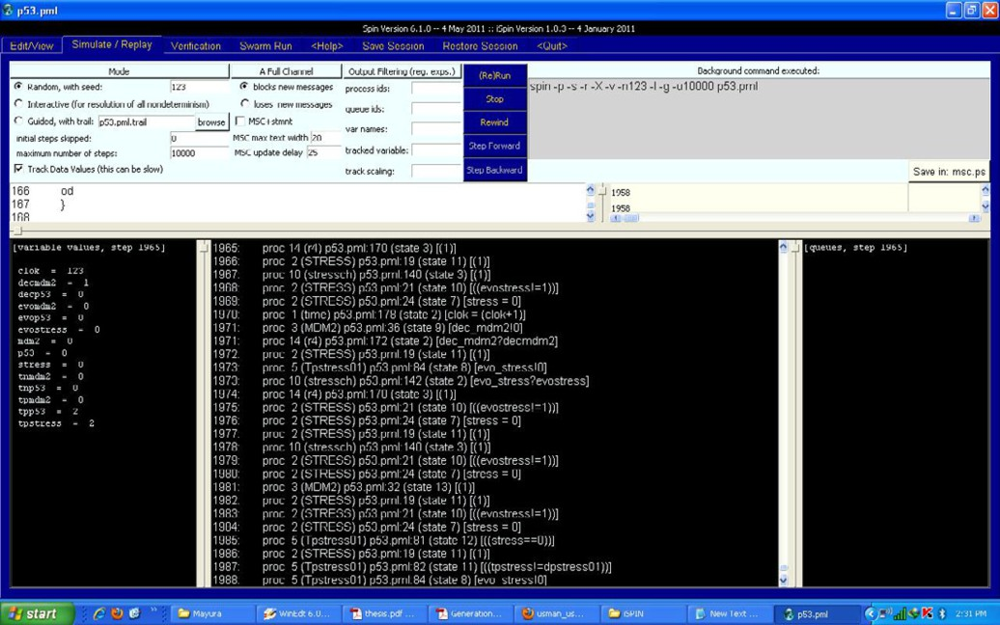 p53.pml
Spin Version 6.1.0 -- 4 May 2011 :: iSpin Version 1.0.3 -- 4 January 2011
Edit/View Simulate / Replay Verification Swarm Run <Help> Save Session Restore Session <Quit>
Mode A Full Channel Output Filtering (reg. exps.) (Re)Run Background command executed:
Random, with seed: 123 blocks new messages process ids: spin -p -s -r -X -v -n123 -l -g -u10000 p53.pml
Interactive (for resolution of all nondeterminism) loses new messages queue ids: Stop
Guided, with trail: p53.pml.trail browse MSC+stmnt var names: Rewind
initial steps skipped: 0 MSC max text width 20
maximum number of steps: 10000 MSC update delay 25 tracked variable: Step Forward
Track Data Values (this can be slow) track scaling: Step Backward Save in: msc.ps
166 od
167 }
168
1958
1958
[variable values, step 1965]
clok = 123
decmdm2 = 1
decp53 = 0
evomdm2 = 0
evop53 = 0
evostress = 0
mdm2 = 0
p53 = 0
stress = 0
tnmdm2 = 0
tnp53 = 0
tpmdm2 = 0
tpp53 = 2
tpstress = 2
1965: proc 14 (r4) p53.pml:170 (state 3) [(1)]
1966: proc 2 (STRESS) p53.pml:19 (state 11) [(1)]
1967: proc 10 (stressch) p53.pml:140 (state 3) [(1)]
1968: proc 2 (STRESS) p53.pml:21 (state 10) [((evostress!=1))]
1969: proc 2 (STRESS) p53.pml:24 (state 7) [stress = 0]
1970: proc 1 (time) p53.pml:178 (state 2) [clok = (clok+1)]
1971: proc 3 (MDM2) p53.pml:36 (state 9) [dec_mdm2!0]
1971: proc 14 (r4) p53.pml:172 (state 2) [dec_mdm2?decmdm2]
1972: proc 2 (STRESS) p53.pml:19 (state 11) [(1)]
1973: proc 5 (Tpstress01) p53.pml:84 (state 8) [evo_stress!0]
1973: proc 10 (stressch) p53.pml:142 (state 2) [evo_stress?evostress]
1974: proc 14 (r4) p53.pml:170 (state 3) [(1)]
1975: proc 2 (STRESS) p53.pml:21 (state 10) [((evostress!=1))]
1976: proc 2 (STRESS) p53.pml:24 (state 7) [stress = 0]
1977: proc 2 (STRESS) p53.pml:19 (state 11) [(1)]
1978: proc 10 (stressch) p53.pml:140 (state 3) [(1)]
1979: proc 2 (STRESS) p53.pml:21 (state 10) [((evostress!=1))]
1980: proc 2 (STRESS) p53.pml:24 (state 7) [stress = 0]
1981: proc 3 (MDM2) p53.pml:32 (state 13) [(1)]
1982: proc 2 (STRESS) p53.pml:19 (state 11) [(1)]
1983: proc 2 (STRESS) p53.pml:21 (state 10) [((evostress!=1))]
1984: proc 2 (STRESS) p53.pml:24 (state 7) [stress = 0]
1985: proc 5 (Tpstress01) p53.pml:81 (state 12) [((stress==0))]
1986: proc 2 (STRESS) p53.pml:19 (state 11) [(1)]
1987: proc 5 (Tpstress01) p53.pml:82 (state 11) [((tpstress!=dpstress01))]
1988: proc 5 (Tpstress01) p53.pml:84 (state 8) [evo_stress!0]
[queues, step 1965]
start Mayura WinEdt 6.0... thesis.pdf ... Generation... usman_us... iSPIN New Text ... p53.pml 2:31 PM